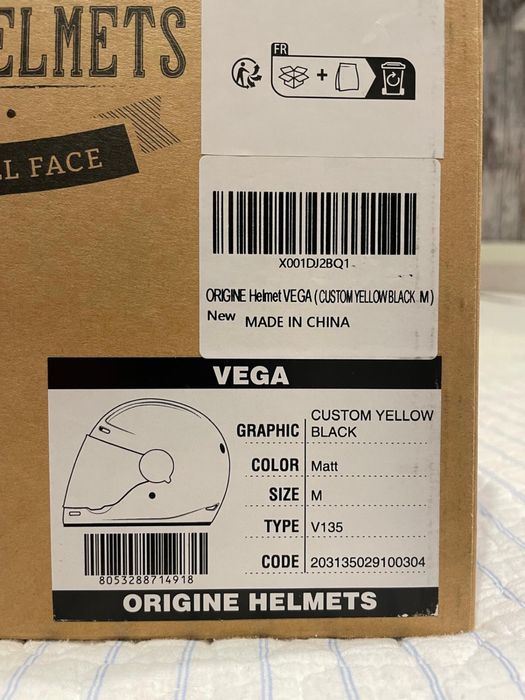 ELMETS
L FACE
FR
+
X001DJ2BQ1
ORIGINE Helmet VEGA (CUSTOM YELLOW BLACK M)
New MADE IN CHINA
VEGA
GRAPHIC CUSTOM YELLOW
BLACK
COLOR Matt
SIZE M
TYPE V135
CODE 203135029100304
8053288714918
ORIGINE HELMETS